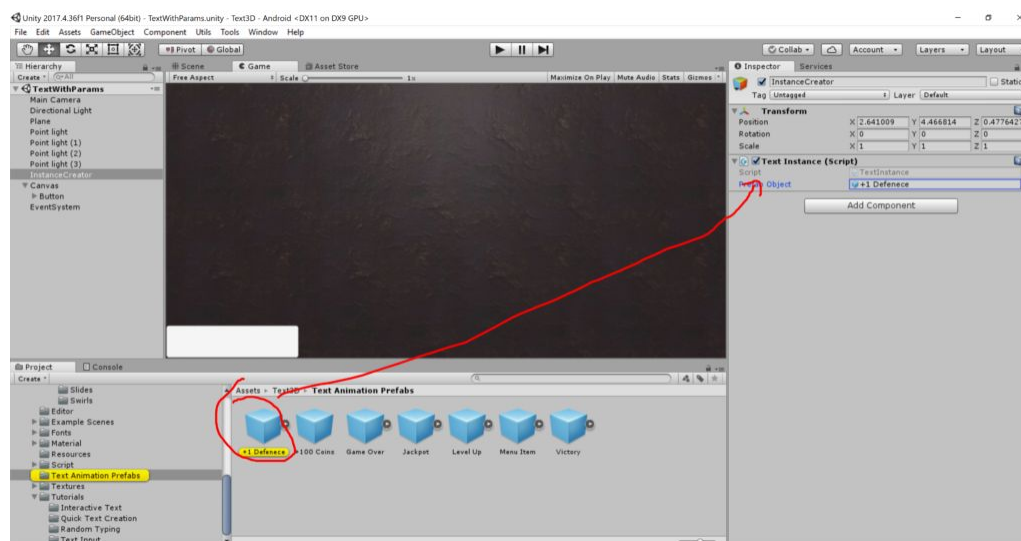 Unity 2017.4.36f1 Personal (64bit) - TextWithParams.unity - Text3D - Android <DX11 on DX9 GPU>
File Edit Assets GameObject Component Utils Tools Window Help
Pivot Global Collab Account Layers Layout
Hierarchy Scene Game Asset Store Inspector Services
Create All Free Aspect Scale 1x Maximize On Play Mute Audio Stats Gizmos InstanceCreator Static
TextWithParams Tag Untagged Layer Default
Main Camera
Directional Light
Plane
Point light
Point light (1)
Point light (2)
Point light (3)
InstanceCreator
Canvas
Button
EventSystem
Transform
Position X 2.641009 Y 4.466814 Z 0.4776427
Rotation X 0 Y 0 Z 0
Scale X 1 Y 1 Z 1
Text Instance (Script)
Script TextInstance
Prefab Object +1 Defenece
Add Component
Project Console
Create
Slides
Swirls
Editor
Example Scenes
Fonts
Material
Resources
Script
Text Animation Prefabs
Textures
Tutorials
Interactive Text
Quick Text Creation
Random Typing
Text Input
Assets Text3D Text Animation Prefabs
+1 Defenece +100 Coins Game Over Jackpot Level Up Menu Item Victory